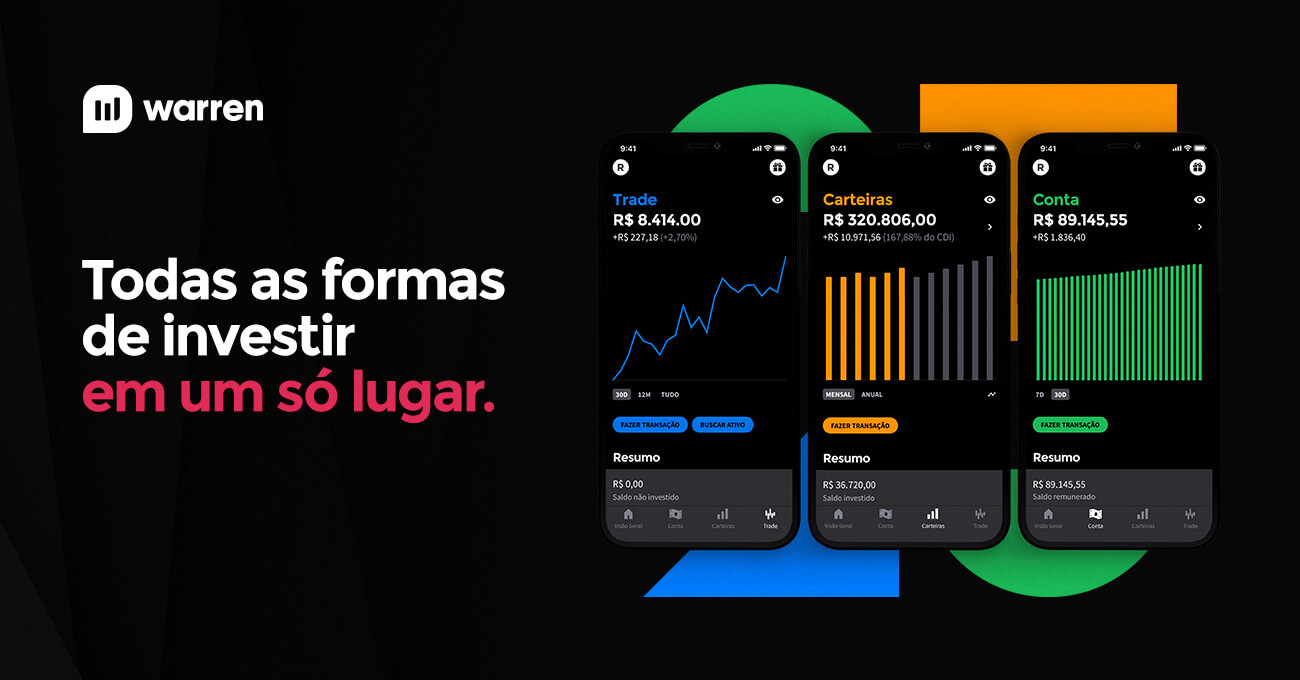 warren
Todas as formas
de investir
em um só lugar.
9:41
R
Trade
R$ 8.414.00
+R$ 227,18 (+2,70%)
30D 12M TUDO
FAZER TRANSAÇÃO BUSCAR ATIVO
Resumo
R$ 0,00
Saldo não investido
Visão Geral Conta Carteiras Trade
9:41
R
Carteiras
R$ 320.806,00
+R$ 10.971,56 (167,88% do CDI)
MENSAL ANUAL
FAZER TRANSAÇÃO
Resumo
R$ 36.720,00
Saldo investido
Visão Geral Conta Carteiras Trade
9:41
R
Conta
R$ 89.145,55
+R$ 1.836,40
7D 30D
FAZER TRANSAÇÃO
Resumo
R$ 89.145,55
Saldo remunerado
Visão Geral Conta Carteiras Trade